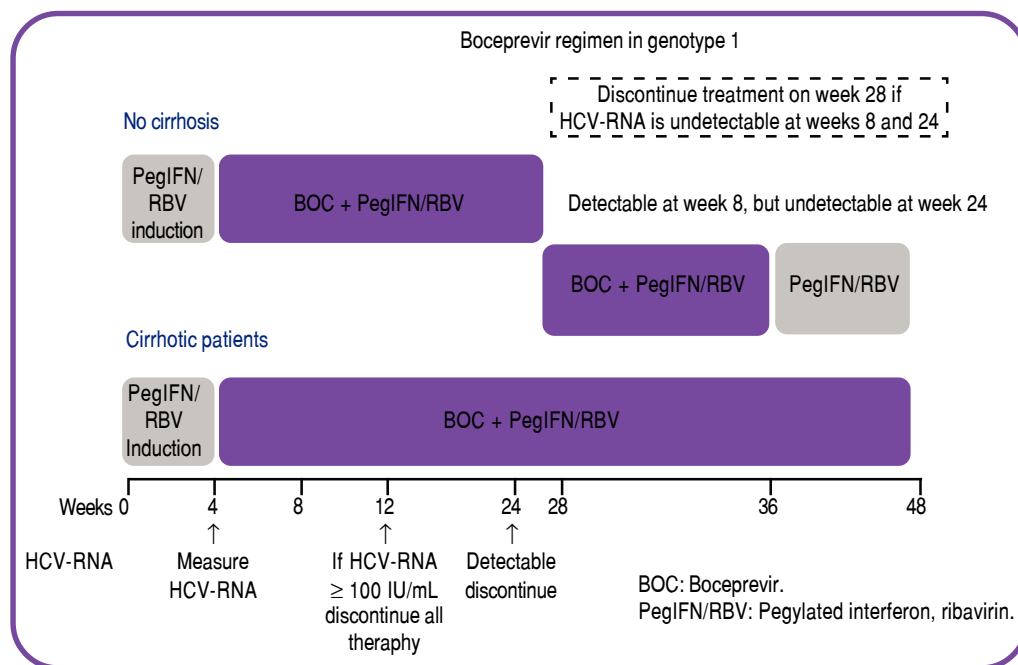 Boceprevir regimen in genotype 1
Discontinue treatment on week 28 if
HCV-RNA is undetectable at weeks 8 and 24
No cirrhosis
PegIFN/
RBV
induction
BOC + PegIFN/RBV
Detectable at week 8, but undetectable at week 24
BOC + PegIFN/RBV
PegIFN/RBV
Cirrhotic patients
PegIFN/
RBV
Induction
BOC + PegIFN/RBV
Weeks 0 4 8 12 24 28 36 48
HCV-RNA
Measure
HCV-RNA
If HCV-RNA
≥ 100 IU/mL
discontinue all
theraphy
Detectable
discontinue
BOC: Boceprevir.
PegIFN/RBV: Pegylated interferon, ribavirin.